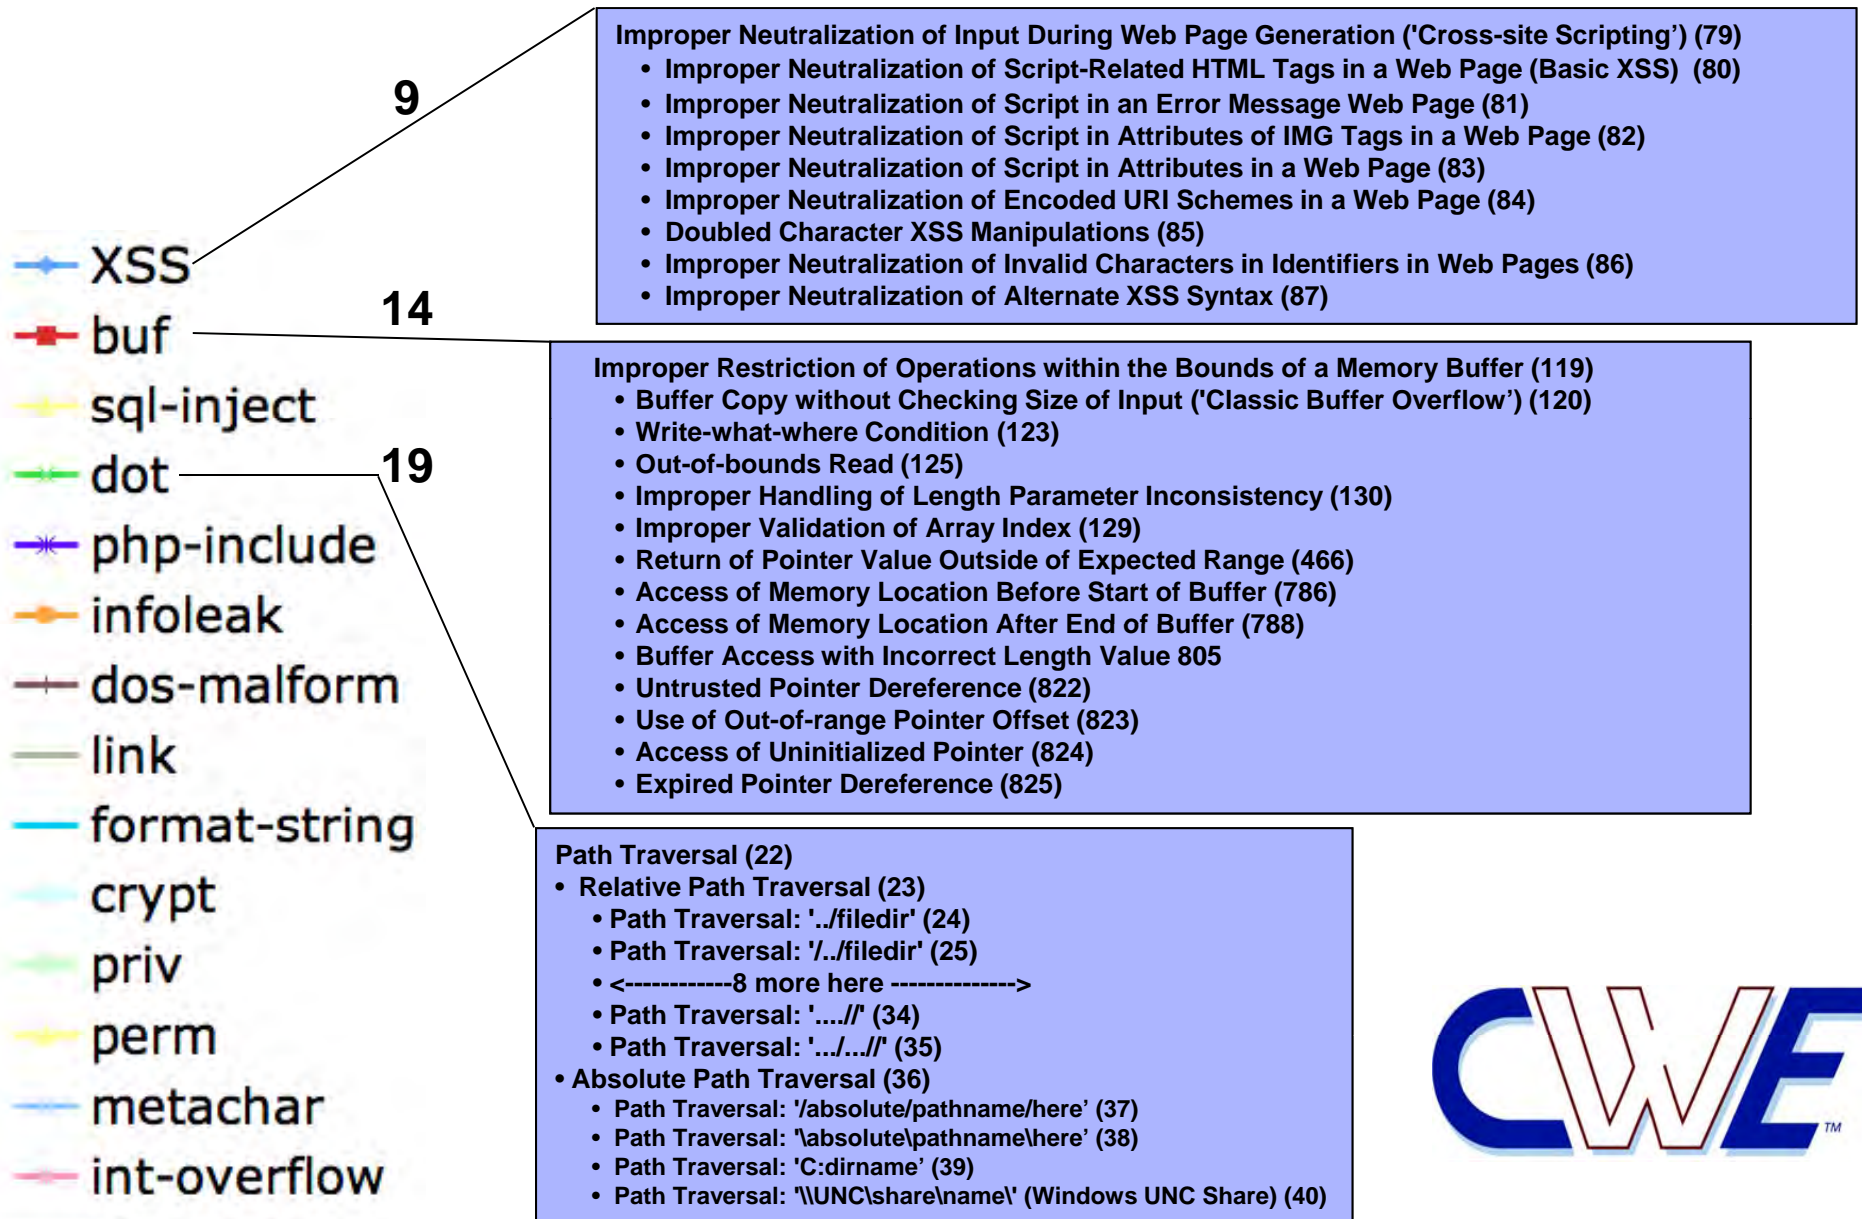 9
Improper Neutralization of Input During Web Page Generation ('Cross-site Scripting’) (79)
• Improper Neutralization of Script-Related HTML Tags in a Web Page (Basic XSS) (80)
• Improper Neutralization of Script in an Error Message Web Page (81)
• Improper Neutralization of Script in Attributes of IMG Tags in a Web Page (82)
• Improper Neutralization of Script in Attributes in a Web Page (83)
• Improper Neutralization of Encoded URI Schemes in a Web Page (84)
• Doubled Character XSS Manipulations (85)
• Improper Neutralization of Invalid Characters in Identifiers in Web Pages (86)
• Improper Neutralization of Alternate XSS Syntax (87)
XSS
buf
sql-inject
dot
php-include
infoleak
dos-malform
link
format-string
crypt
priv
perm
metachar
int-overflow
14
Improper Restriction of Operations within the Bounds of a Memory Buffer (119)
• Buffer Copy without Checking Size of Input ('Classic Buffer Overflow’) (120)
• Write-what-where Condition (123)
• Out-of-bounds Read (125)
• Improper Handling of Length Parameter Inconsistency (130)
• Improper Validation of Array Index (129)
• Return of Pointer Value Outside of Expected Range (466)
• Access of Memory Location Before Start of Buffer (786)
• Access of Memory Location After End of Buffer (788)
• Buffer Access with Incorrect Length Value 805
• Untrusted Pointer Dereference (822)
• Use of Out-of-range Pointer Offset (823)
• Access of Uninitialized Pointer (824)
• Expired Pointer Dereference (825)
19
Path Traversal (22)
• Relative Path Traversal (23)
• Path Traversal: '../filedir' (24)
• Path Traversal: '/../filedir' (25)
• <------------8 more here -------------->
• Path Traversal: '....//' (34)
• Path Traversal: '.../...//' (35)
• Absolute Path Traversal (36)
• Path Traversal: '/absolute/pathname/here’ (37)
• Path Traversal: '\absolute\pathname\here’ (38)
• Path Traversal: 'C:dirname’ (39)
• Path Traversal: '\\UNC\share\name\' (Windows UNC Share) (40)
CWE
TM